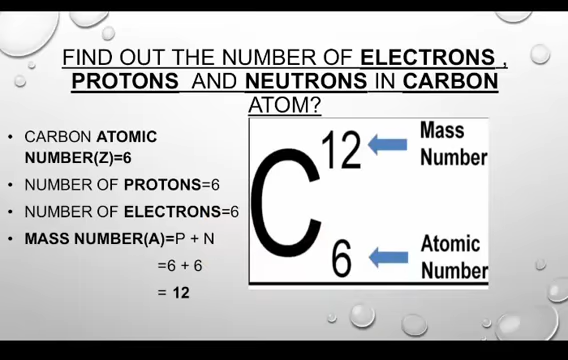 FIND OUT THE NUMBER OF ELECTRONS ,
PROTONS AND NEUTRONS IN CARBON
ATOM?
• CARBON ATOMIC
NUMBER(Z)=6
• NUMBER OF PROTONS=6
• NUMBER OF ELECTRONS=6
• MASS NUMBER(A)=P + N
=6 + 6
= 12
C
12
Mass
Number
6
Atomic
Number